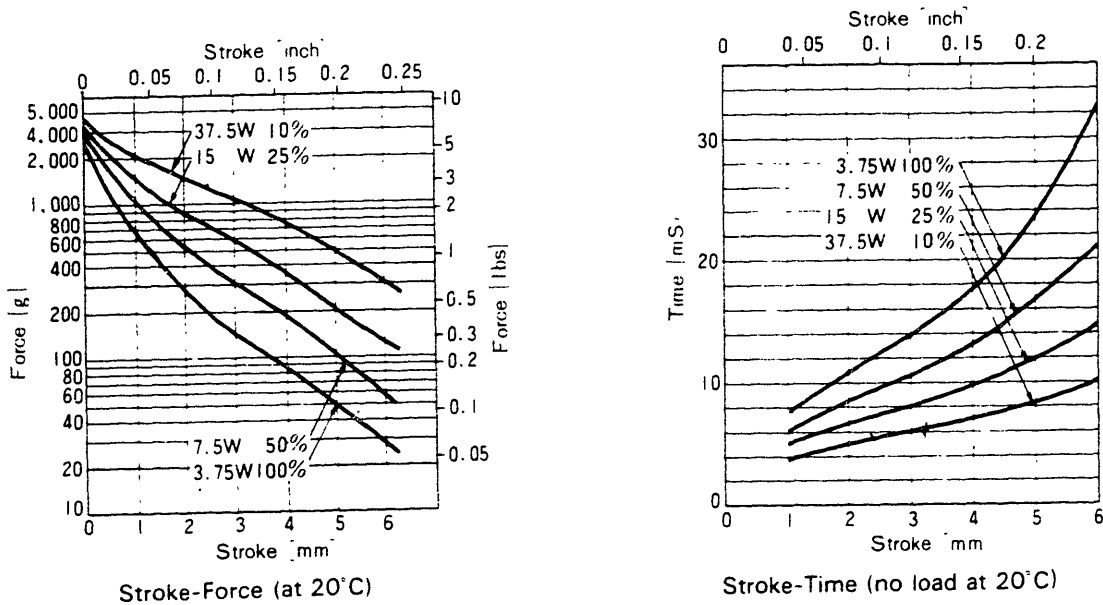 Stroke inch
0 0.05 0.1 0.15 0.2 0.25
5.000
4.000
2.000
1.000
800
600
400
200
100
80
60
40
20
10
Force [g]
10
5
3
2
1
0.5
0.3
0.2
0.1
0.05
Force [lbs]
37.5W 10%
15 W 25%
7.5W 50%
3.75W100%
0 1 2 3 4 5 6
Stroke mm
Stroke-Force (at 20°C)
Stroke inch
0 0.05 0.1 0.15 0.2
30
20
10
0
Time [mS]
3.75W100%
7.5W 50%
15 W 25%
37.5W 10%
0 1 2 3 4 5 6
Stroke mm
Stroke-Time (no load at 20°C)